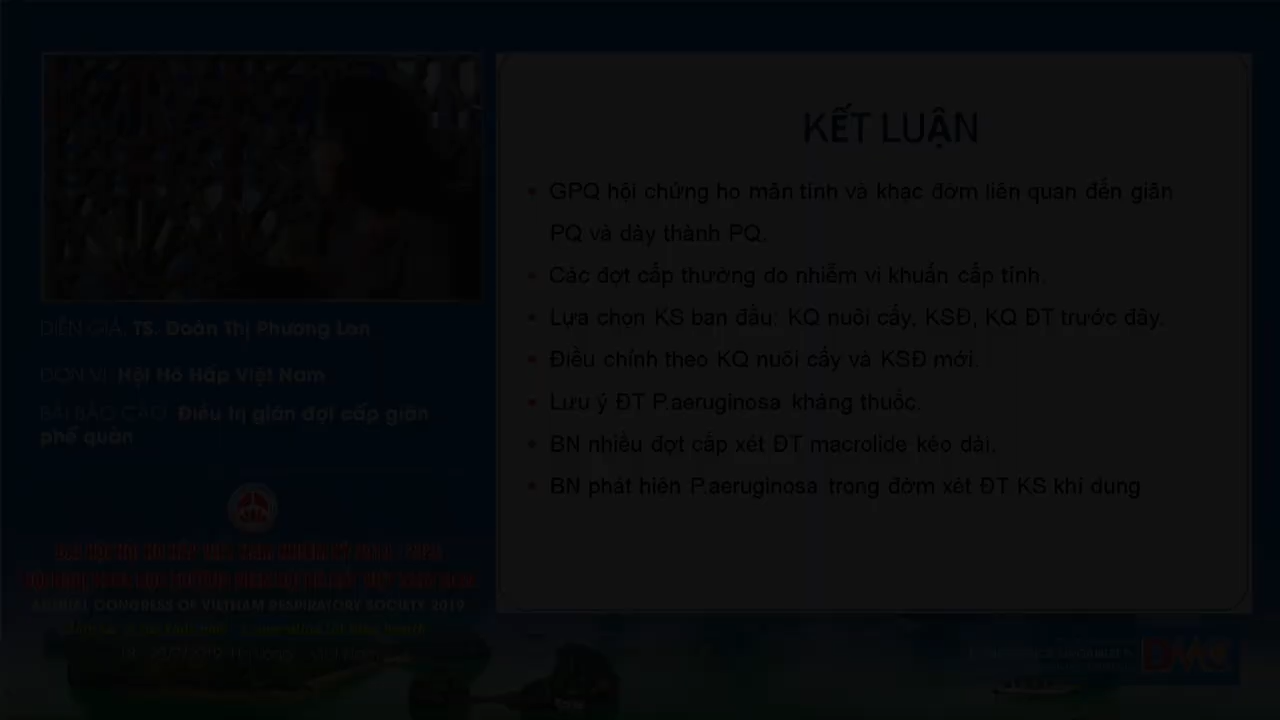 KẾT LUẬN
GPQ hội chứng ho mãn tính và khạc đờm liên quan đến giãn
PQ và dày thành PQ.
Các đợt cấp thường do nhiễm vi khuẩn cấp tính.
Lựa chọn KS ban đầu: KQ nuôi cấy, KSĐ, KQ ĐT trước đây.
Điều chỉnh theo KQ nuôi cấy và KSĐ mới.
Lưu ý ĐT P.aeruginosa kháng thuốc.
BN nhiều đợt cấp xét ĐT macrolide kéo dài.
BN phát hiện P.aeruginosa trong đờm xét ĐT KS khí dung
DIỄN GIẢ: TS. Đoàn Thị Phương Lan
ĐƠN VỊ: Hội Hô Hấp Việt Nam
BÀI BÁO CÁO: Điều trị gián đợt cấp giãn
phế quản
ANNUAL CONGRESS OF VIETNAM RESPIRATORY SOCIETY 2019
DMC